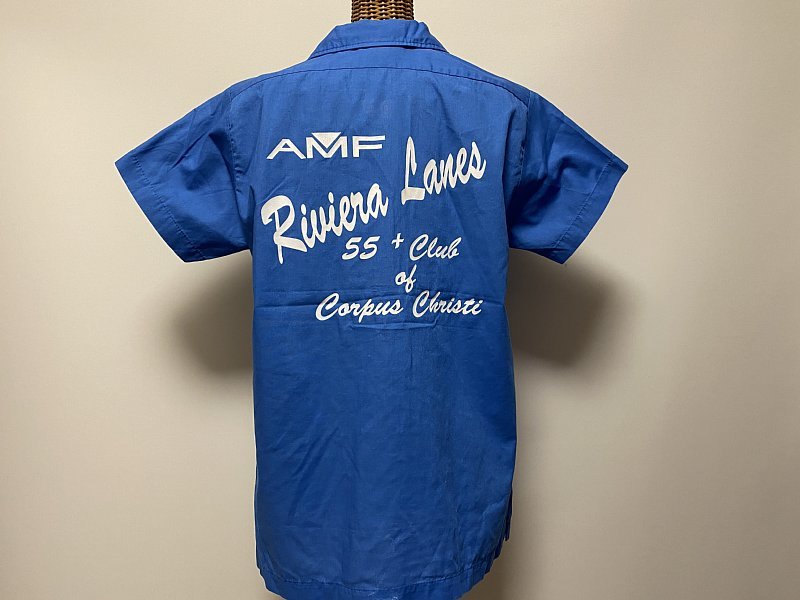 AMF
Riviera Lanes
55 + Club
of
Corpus Christi